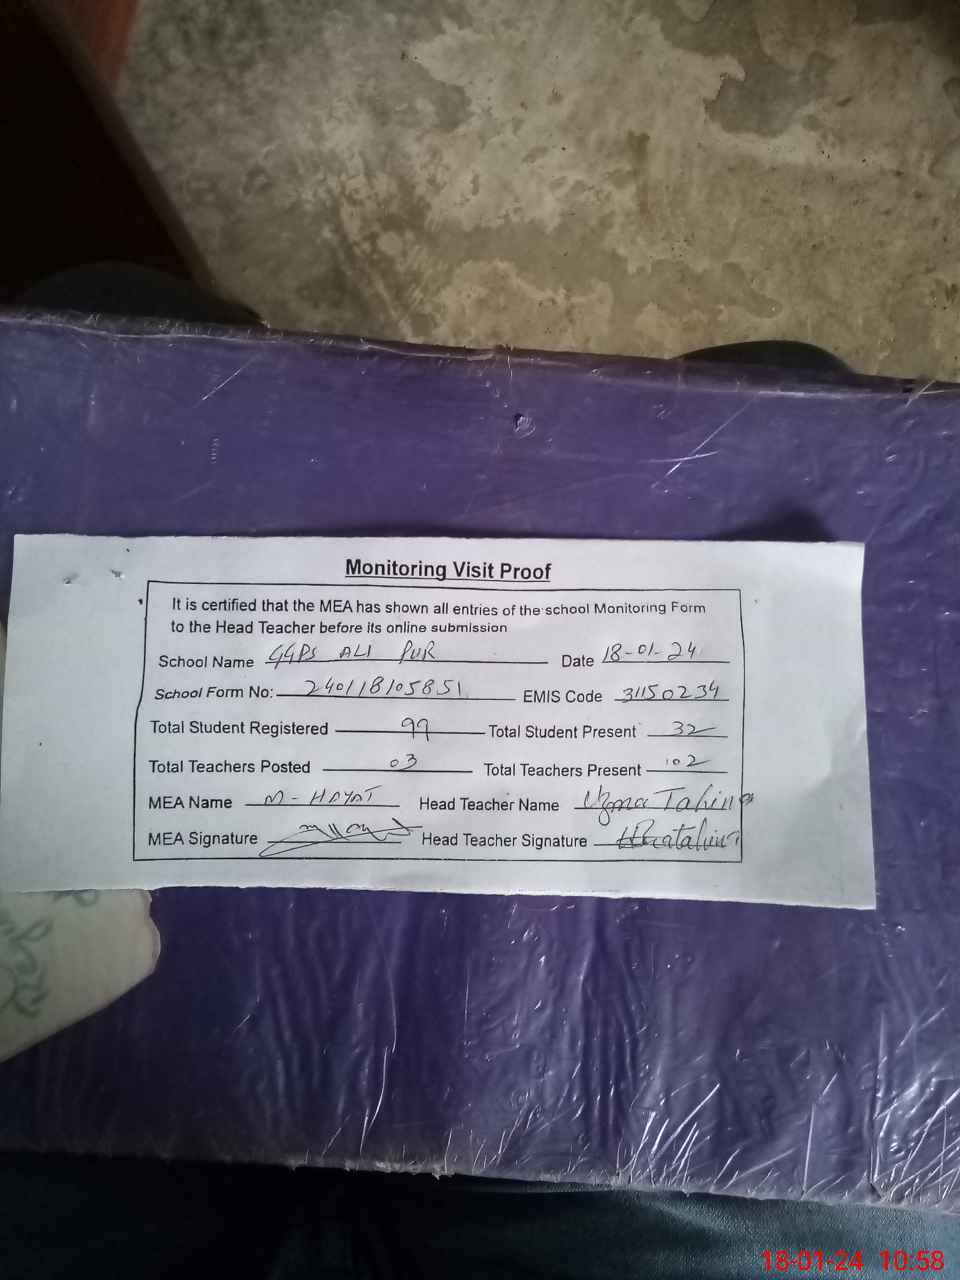 Monitoring Visit Proof
It is certified that the MEA has shown all entries of the school Monitoring Form
to the Head Teacher before its online submission
School Name GGPS ALI PUR Date 18-01-24
School Form No: 240118105851 EMIS Code 31150234
Total Student Registered 99 Total Student Present 32
Total Teachers Posted 03 Total Teachers Present 02
MEA Name M-HAYAT Head Teacher Name Uzma Tahira
MEA Signature Head Teacher Signature
18-01-24 10:58